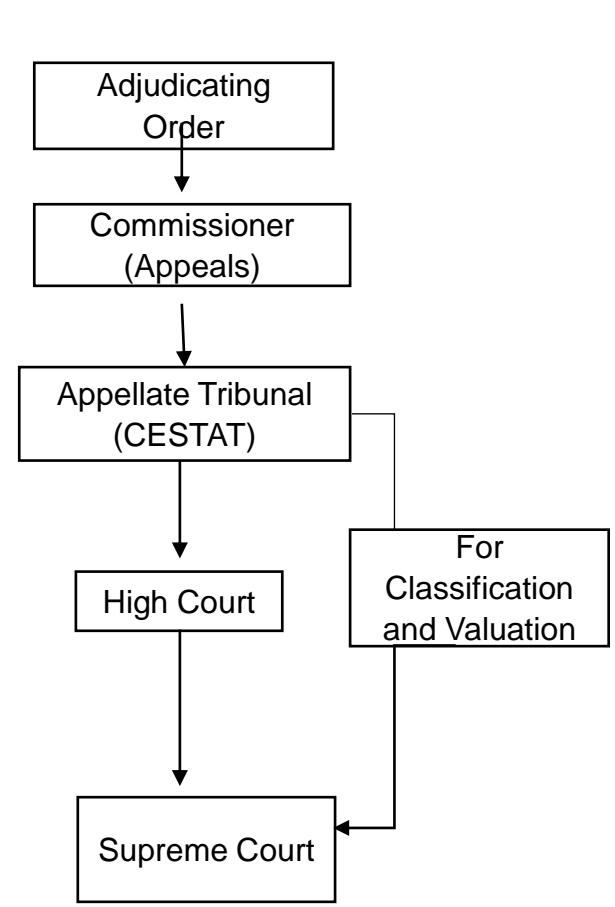 Adjudicating
Order
Commissioner
(Appeals)
Appellate Tribunal
(CESTAT)
For
Classification
and Valuation
High Court
Supreme Court